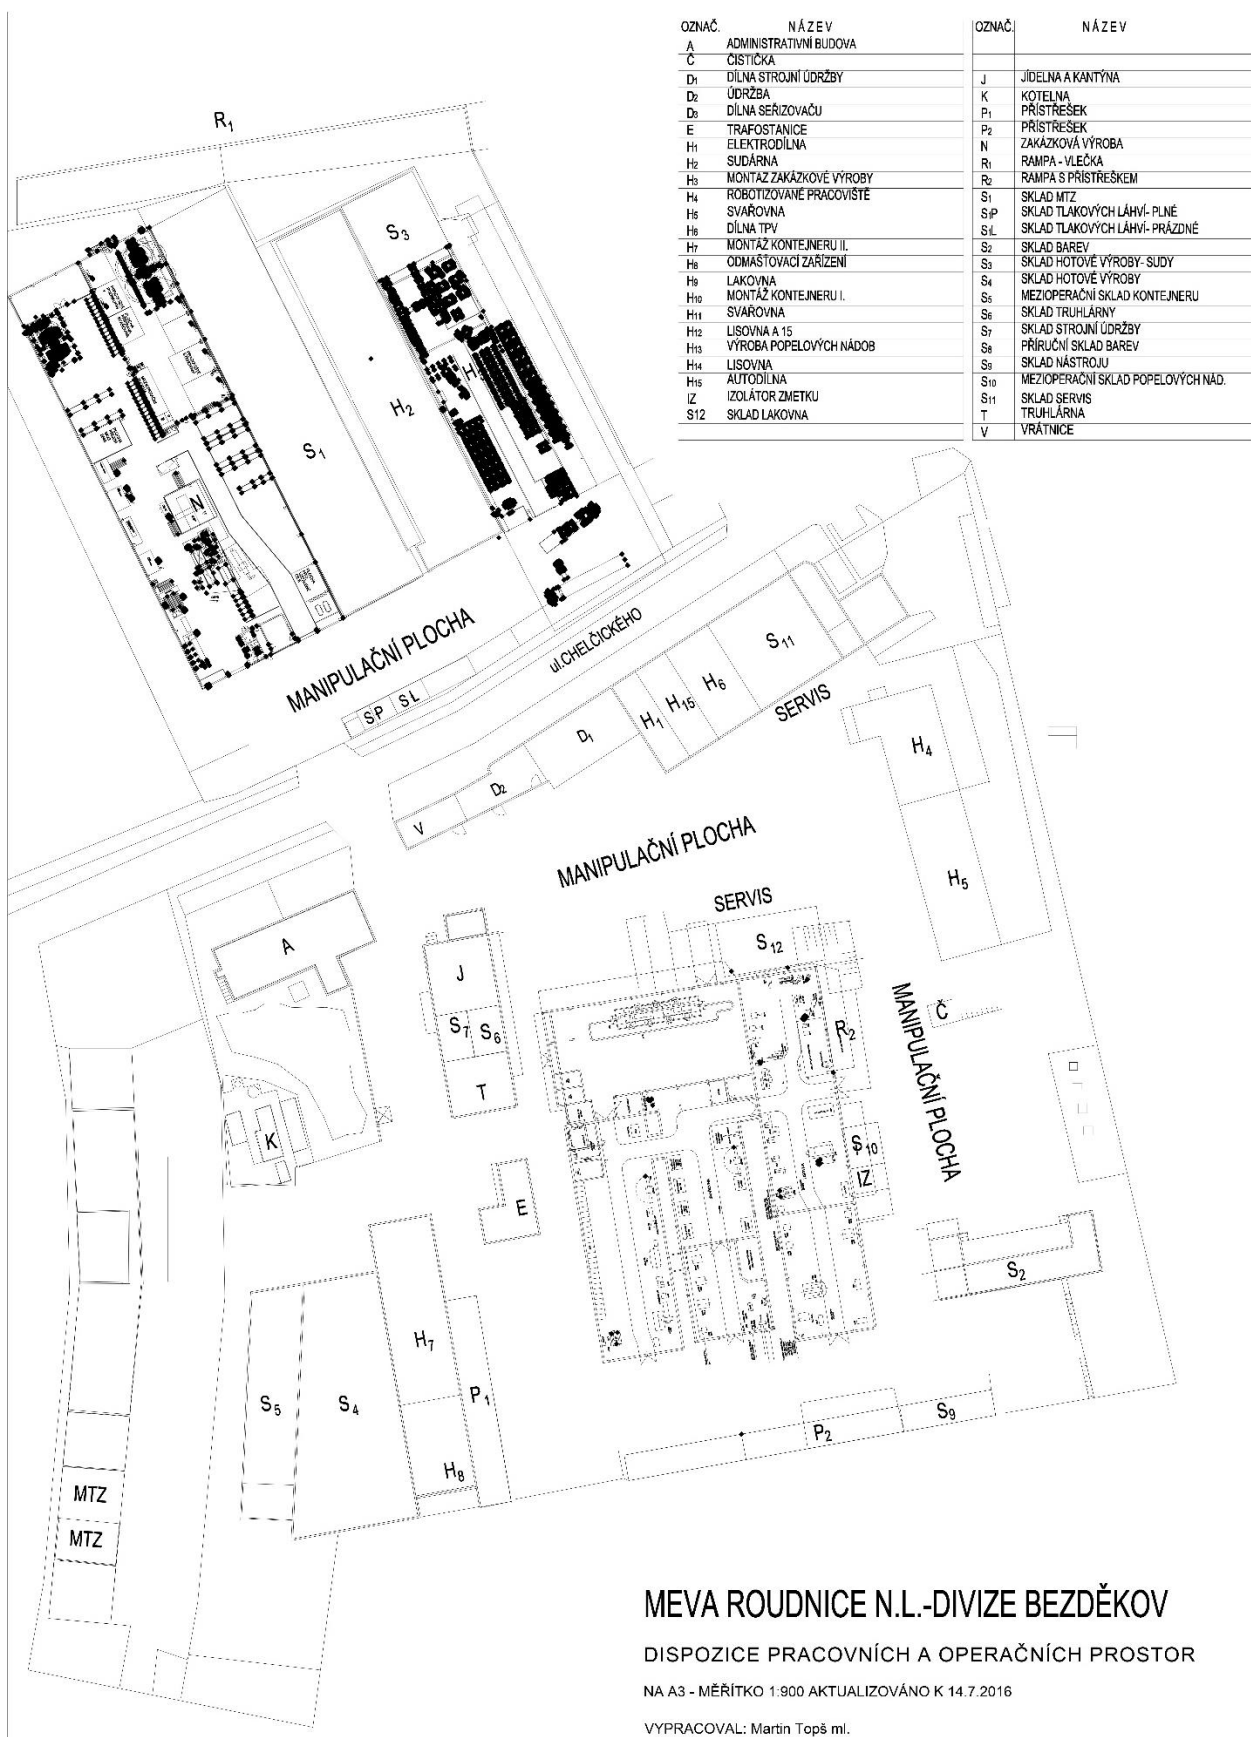 OZNAČ. NÁZEV
A ADMINISTRATIVNÍ BUDOVA
Č ČISTIČKA
D1 DÍLNA STROJNÍ ÚDRŽBY
D2 ÚDRŽBA
D3 DÍLNA SEŘIZOVAČU
E TRAFOSTANICE
H1 ELEKTRODÍLNA
H2 SUDÁRNA
H3 MONTAZ ZAKÁZKOVÉ VÝROBY
H4 ROBOTIZOVANÉ PRACOVIŠTĚ
H5 SVAŘOVNA
H6 DÍLNA TPV
H7 MONTÁŽ KONTEJNERU II.
H8 ODMAŠŤOVACÍ ZAŘÍZENÍ
H9 LAKOVNA
H10 MONTÁŽ KONTEJNERU I.
H11 SVAŘOVNA
H12 LISOVNA A 15
H13 VÝROBA POPELOVÝCH NÁDOB
H14 LISOVNA
H15 AUTODÍLNA
IZ IZOLÁTOR ZMETKU
S12 SKLAD LAKOVNA
OZNAČ. NÁZEV
J JÍDELNA A KANTÝNA
K KOTELNA
P1 PŘÍSTŘEŠEK
P2 PŘÍSTŘEŠEK
N ZAKÁZKOVÁ VÝROBA
R1 RAMPA - VLEČKA
R2 RAMPA S PŘÍSTŘEŠKEM
S1 SKLAD MTZ
SKLAD TLAKOVÝCH LÁHVÍ- PLNÉ
SKLAD TLAKOVÝCH LÁHVÍ- PRÁZDNÉ
S2 SKLAD BAREV
S3 SKLAD HOTOVÉ VÝROBY- SUDY
S4 SKLAD HOTOVÉ VÝROBY
S5 MEZIOPERAČNÍ SKLAD KONTEJNERU
S6 SKLAD TRUHLÁRNY
S7 SKLAD STROJNÍ ÚDRŽBY
S8 PŘÍRUČNÍ SKLAD BAREV
S9 SKLAD NÁSTROJU
S10 MEZIOPERAČNÍ SKLAD POPELOVÝCH NÁD.
S11 SKLAD SERVIS
T TRUHLÁRNA
V VRÁTNICE
R1
S3
H
H2
S1
N
MANIPULAČNÍ PLOCHA
SP
SL
ul.CHELČICKÉHO
S11
H6
H15
H1
SERVIS
D1
D2
V
H4
H5
MANIPULAČNÍ PLOCHA
SERVIS
S12
A
J
S7
S6
T
K
E
R2
Č
MANIPULAČNÍ PLOCHA
S10
IZ
S2
H7
S5
S4
P1
H8
S9
P2
MTZ
MTZ
MEVA ROUDNICE N.L.-DIVIZE BEZDĚKOV
DISPOZICE PRACOVNÍCH A OPERAČNÍCH PROSTOR
NA A3 - MĚŘÍTKO 1:900 AKTUALIZOVÁNO K 14.7.2016
VYPRACOVAL: Martin Topš ml.